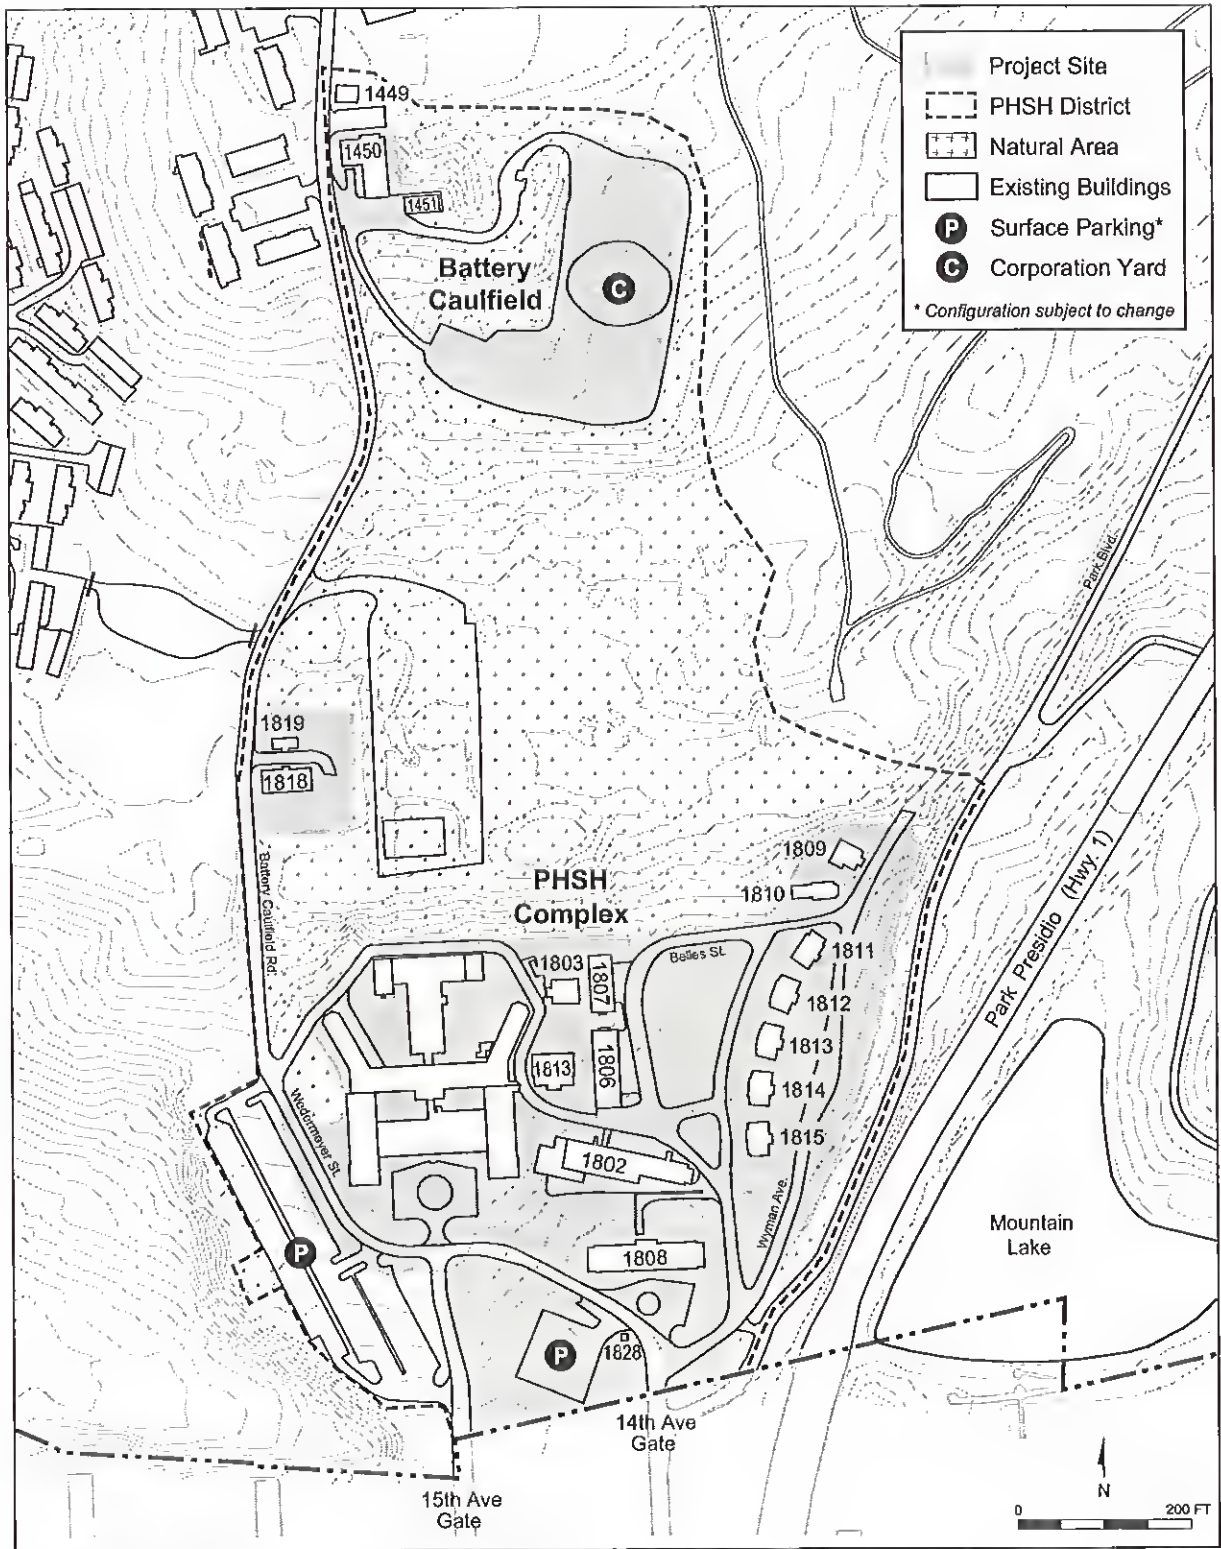 Project Site
PHSH District
Natural Area
Existing Buildings
P Surface Parking*
C Corporation Yard
* Configuration subject to change
1449
1450
1451
Battery
Caulfield
C
Park Blvd.
1819
1818
Battery Caulfield Rd.
PHSH
Complex
1809
1810
Belles St.
1811
1803
1807
1812
Park Presidio (Hwy. 1)
1813
1813
1806
1814
Wedermeyer St
1815
1802
Wyman Ave.
Mountain
Lake
P
1808
P
1828
14th Ave
Gate
15th Ave
Gate
N
0 200 FT